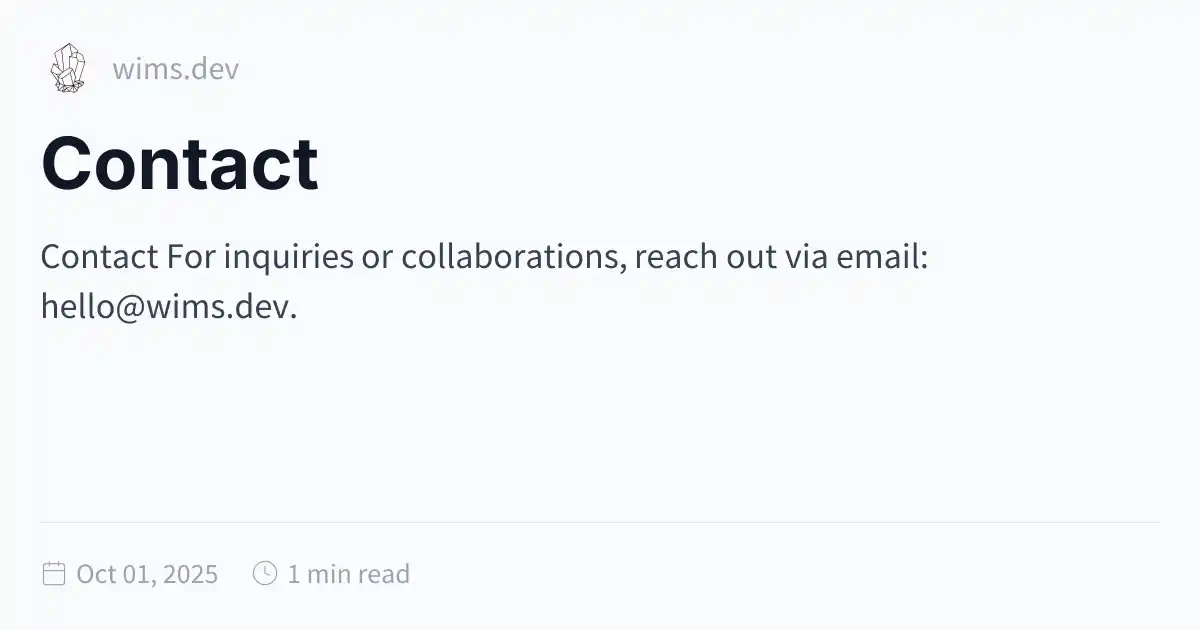 wims.dev
Contact
Contact For inquiries or collaborations, reach out via email:
hello@wims.dev.
Oct 01, 2025 1 min read